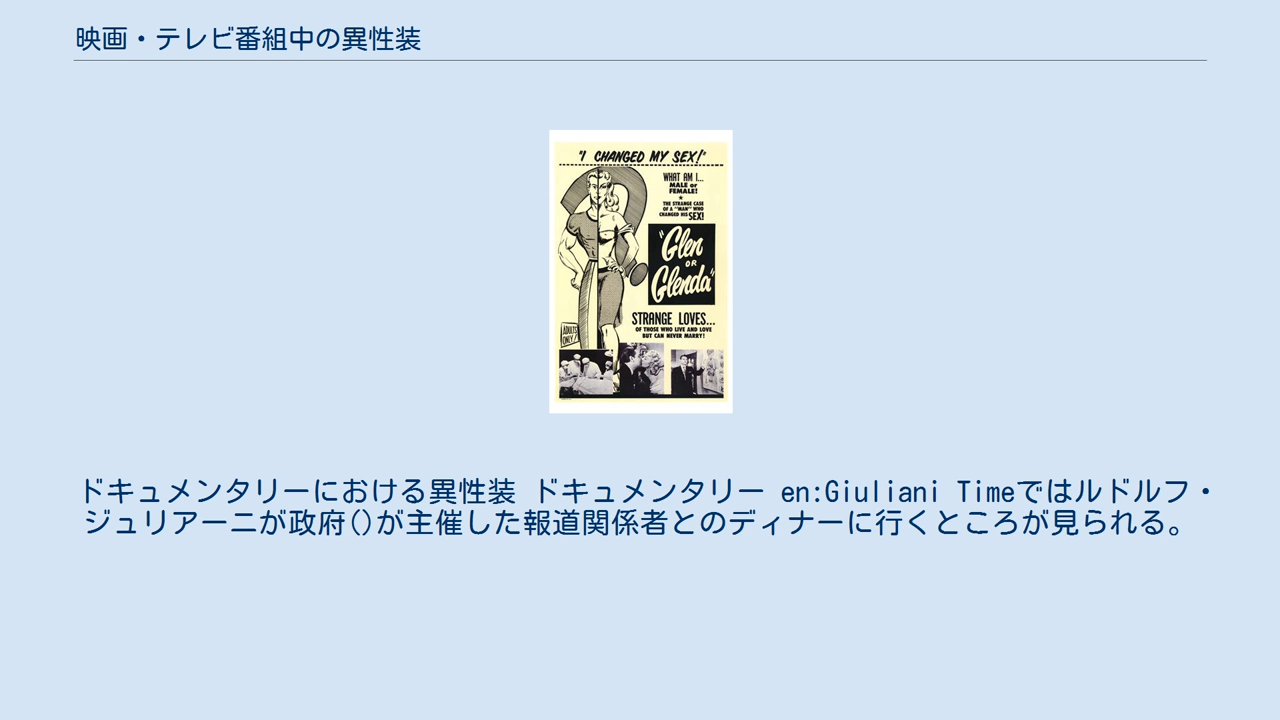 映画・テレビ番組中の異性装
"I CHANGED MY SEX!"
WHAT AM I...
MALE or
FEMALE!
THE STRANGE CASE
OF A "MAN" WHO
CHANGED HIS SEX!
"Glen
OR
Glenda"
STRANGE LOVES...
OF THOSE WHO LIVE AND LOVE
BUT CAN NEVER MARRY!
ADULTS
ONLY!
ドキュメンタリーにおける異性装 ドキュメンタリー en:Giuliani Timeではルドルフ・
ジュリアーニが政府()が主催した報道関係者とのディナーに行くところが見られる。